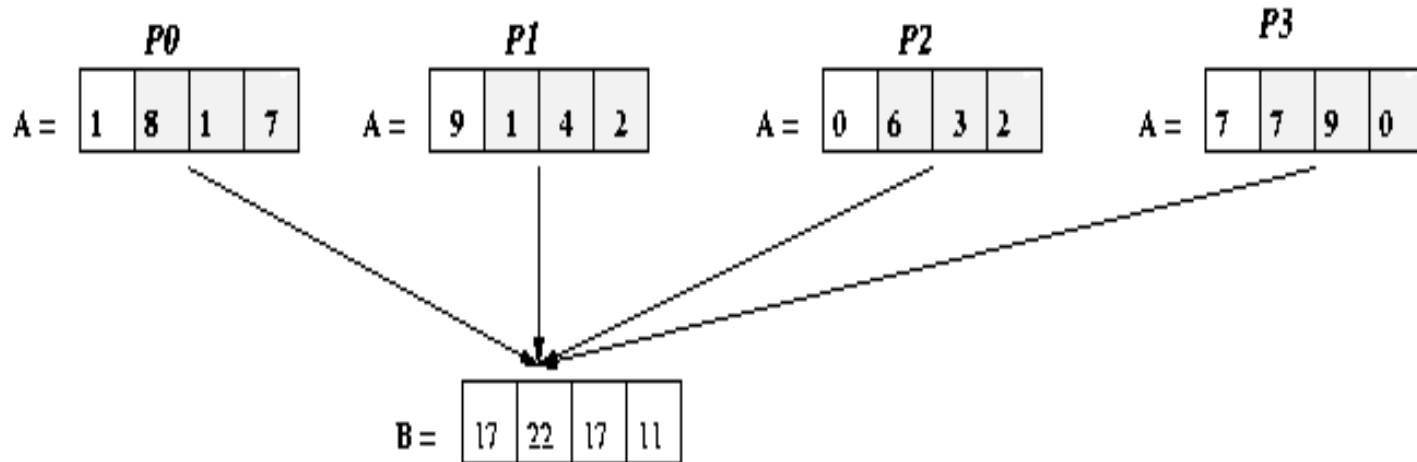 P0 P1 P2 P3
A = 1 8 1 7 A = 9 1 4 2 A = 0 6 3 2 A = 7 7 9 0
B = 17 22 17 11